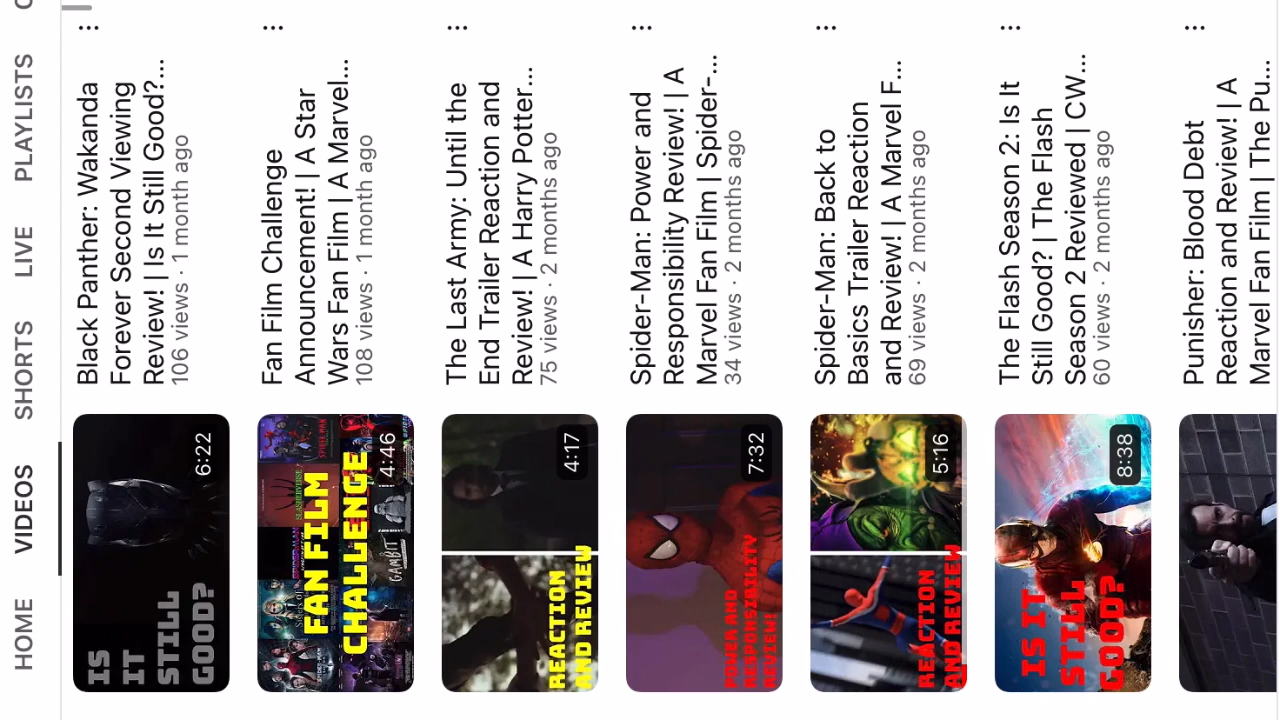 HOME
VIDEOS
SHORTS
LIVE
PLAYLISTS
IS
IT
STILL
GOOD?
6:22
Black Panther: Wakanda
Forever Second Viewing
Review! | Is It Still Good?...
106 views · 1 month ago
FAN FILM
CHALLENGE
GAMBIT
4:46
Fan Film Challenge
Announcement! | A Star
Wars Fan Film | A Marvel...
108 views · 1 month ago
REACTION
AND REVIEW
4:17
The Last Army: Until the
End Trailer Reaction and
Review! | A Harry Potter...
75 views · 2 months ago
POWER AND
RESPONSIBILITY
REVIEW!
7:32
Spider-Man: Power and
Responsibility Review! | A
Marvel Fan Film | Spider-...
34 views · 2 months ago
REACTION
AND REVIEW
5:16
Spider-Man: Back to
Basics Trailer Reaction
and Review! | A Marvel F...
69 views · 2 months ago
IS IT
STILL
GOOD?
8:38
The Flash Season 2: Is It
Still Good? | The Flash
Season 2 Reviewed | CW...
60 views · 2 months ago
Punisher: Blood Debt
Reaction and Review! | A
Marvel Fan Film | The Pu...